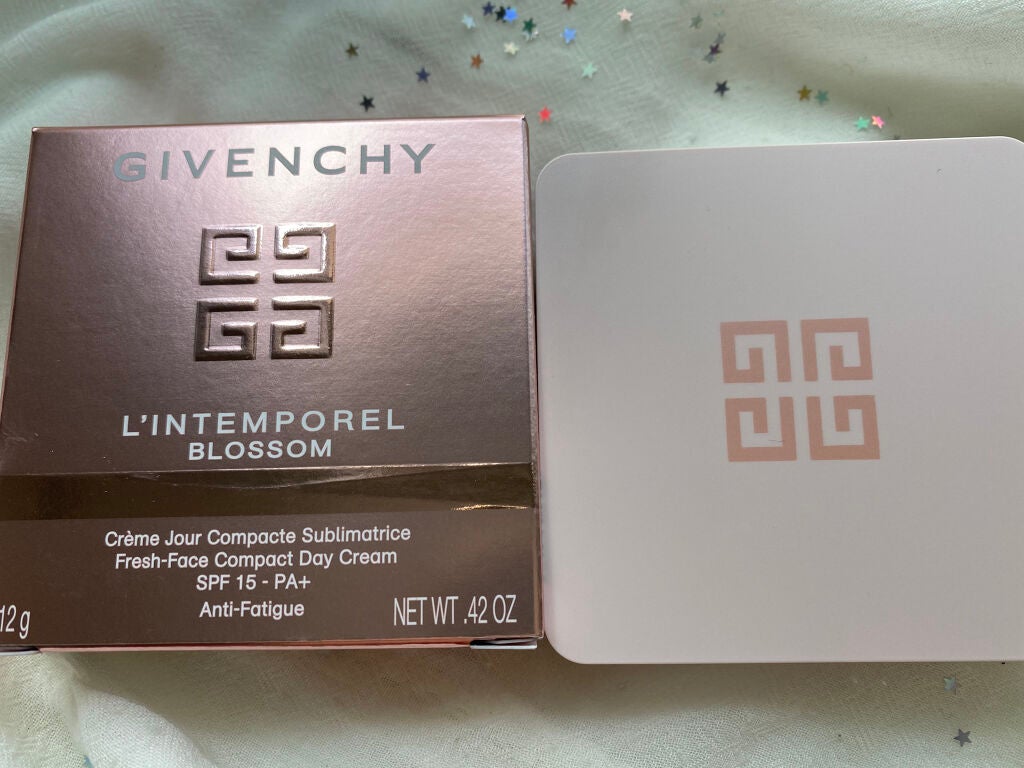 GIVENCHY
L'INTEMPOREL
BLOSSOM
Crème Jour Compacte Sublimatrice
Fresh-Face Compact Day Cream
SPF 15 - PA+
Anti-Fatigue
12 g
NET WT .42 OZ